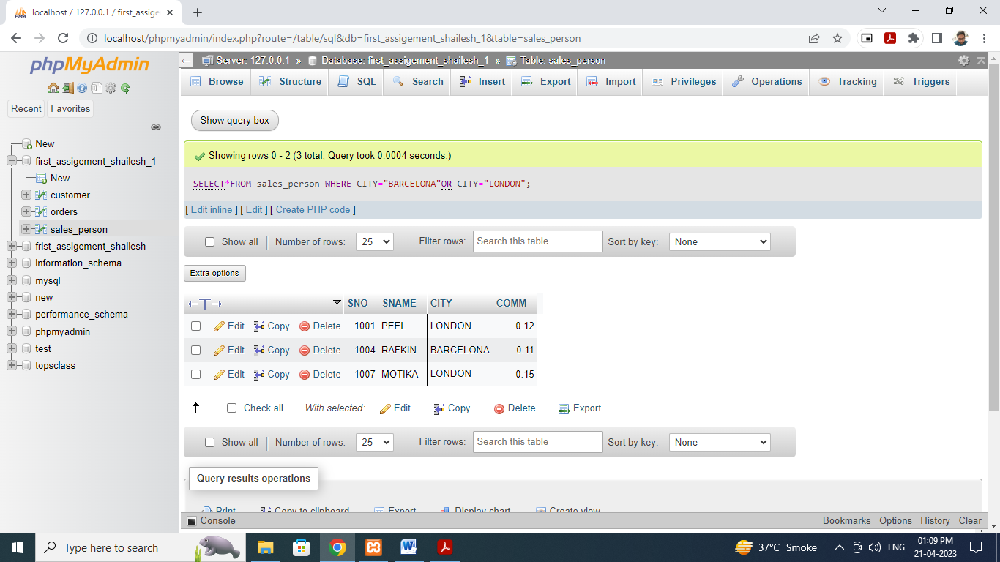 localhost / 127.0.0.1 / first_assige
localhost/phpmyadmin/index.php?route=/table/sql&db=first_assigement_shailesh_1&table=sales_person
phpMyAdmin
Recent Favorites
New
first_assigement_shailesh_1
New
customer
orders
sales_person
frist_assigement_shailesh
information_schema
mysql
new
performance_schema
phpmyadmin
test
topsclass
Server: 127.0.0.1 » Database: first_assigement_shailesh_1 » Table: sales_person
Browse Structure SQL Search Insert Export Import Privileges Operations Tracking Triggers
Show query box
Showing rows 0 - 2 (3 total, Query took 0.0004 seconds.)
SELECT*FROM sales_person WHERE CITY="BARCELONA"OR CITY="LONDON";
[ Edit inline ] [ Edit ] [ Create PHP code ]
Show all Number of rows: 25 Filter rows: Search this table Sort by key: None
Extra options
SNO SNAME CITY COMM
Edit Copy Delete 1001 PEEL LONDON 0.12
Edit Copy Delete 1004 RAFKIN BARCELONA 0.11
Edit Copy Delete 1007 MOTIKA LONDON 0.15
Check all With selected: Edit Copy Delete Export
Show all Number of rows: 25 Filter rows: Search this table Sort by key: None
Query results operations
Print Copy to clipboard Export Display chart Create view
Console Bookmarks Options History Clear
Type here to search
37°C Smoke ENG 01:09 PM
21-04-2023